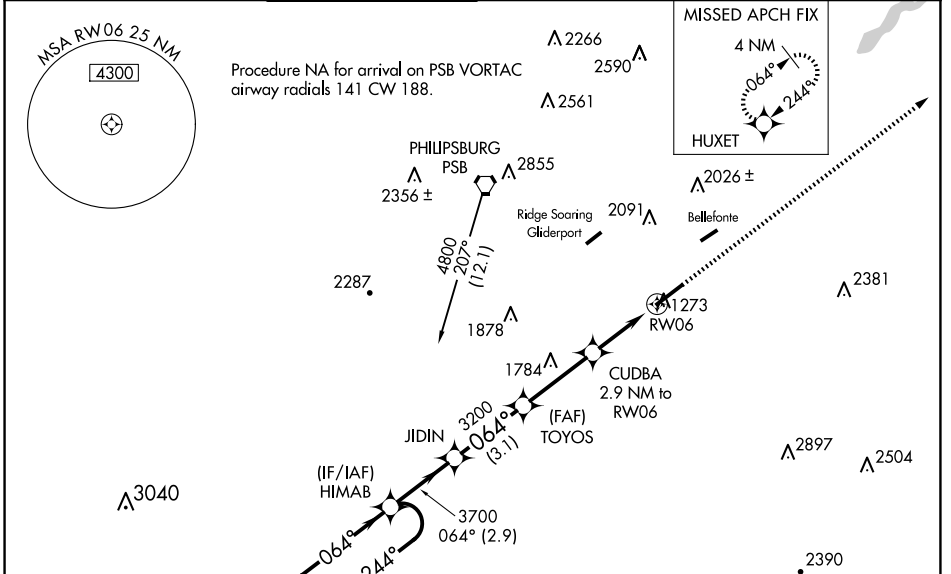 MSA RW06 25 NM
4300
Procedure NA for arrival on PSB VORTAC
airway radials 141 CW 188.
2266
2590
2561
MISSED APCH FIX
4 NM
064°
244°
HUXET
PHILIPSBURG
PSB
2855
2356 ±
2026 ±
Ridge Soaring
Gliderport
2091
Bellefonte
4800
207°
(12.1)
2287
2381
1273
RW06
1878
1784
CUDBA
2.9 NM to
RW06
3200
064°
(3.1)
(FAF)
TOYOS
JIDIN
2897
2504
(IF/IAF)
HIMAB
3040
3700
064° (2.9)
064°
244°
2390